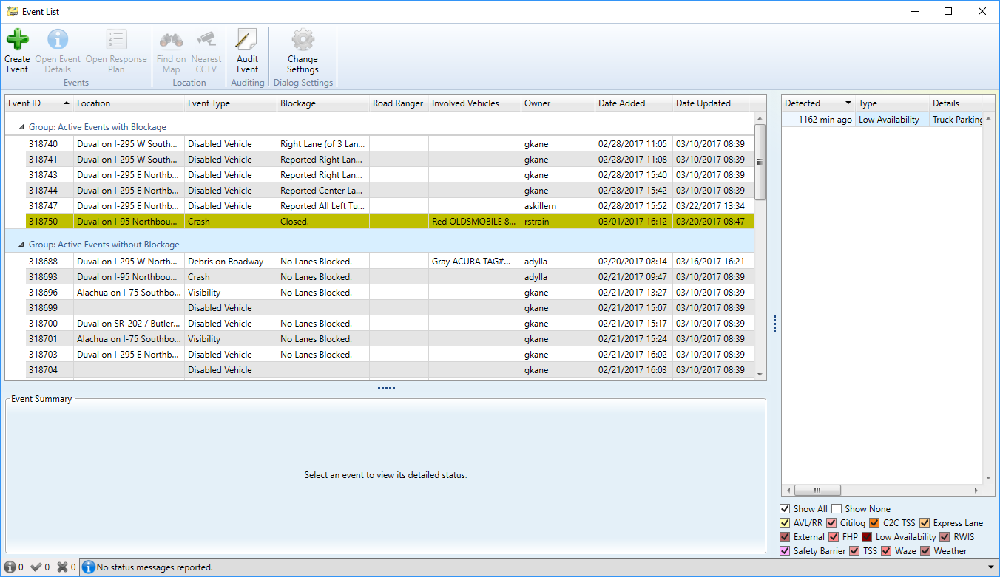 Event List
Create Event
Open Event Details
Open Response Plan
Find on Map
Nearest CCTV
Audit Event
Change Settings
Events
Location
Auditing
Dialog Settings
Event ID Location Event Type Blockage Road Ranger Involved Vehicles Owner Date Added Date Updated
Group: Active Events with Blockage
318740 Duval on I-295 W South... Disabled Vehicle Right Lane (of 3 Lan... gkane 02/28/2017 11:05 03/10/2017 08:39
318741 Duval on I-295 W South... Disabled Vehicle Reported Right Lan... gkane 02/28/2017 11:08 03/10/2017 08:39
318743 Duval on I-295 E Northb... Disabled Vehicle Reported Right Lan... gkane 02/28/2017 15:40 03/10/2017 08:39
318744 Duval on I-295 E Northb... Disabled Vehicle Reported Center La... gkane 02/28/2017 15:42 03/10/2017 08:39
318747 Duval on I-295 E Northb... Disabled Vehicle Reported All Left Tu... askillern 02/28/2017 15:52 03/22/2017 13:34
318750 Duval on I-95 Northbou... Crash Closed. Red OLDSMOBILE 8... rstrain 03/01/2017 16:12 03/20/2017 08:47
Group: Active Events without Blockage
318688 Duval on I-295 W North... Debris on Roadway No Lanes Blocked. Gray ACURA TAG#... adylla 02/20/2017 08:14 03/16/2017 16:21
318693 Duval on I-95 Northbou... Crash No Lanes Blocked. adylla 02/21/2017 09:47 03/10/2017 08:39
318696 Alachua on I-75 Southbo... Visibility No Lanes Blocked. gkane 02/21/2017 13:27 03/10/2017 08:39
318699 Disabled Vehicle gkane 02/21/2017 15:07 03/10/2017 08:39
318700 Duval on SR-202 / Butler... Disabled Vehicle No Lanes Blocked. gkane 02/21/2017 15:17 03/10/2017 08:39
318701 Alachua on I-75 Southbo... Visibility No Lanes Blocked. gkane 02/21/2017 15:24 03/10/2017 08:39
318703 Duval on I-295 E Northb... Disabled Vehicle No Lanes Blocked. gkane 02/21/2017 16:02 03/10/2017 08:39
318704 Disabled Vehicle gkane 02/21/2017 16:03 03/10/2017 08:39
Event Summary
Select an event to view its detailed status.
Detected Type Details
1162 min ago Low Availability Truck Parking
Show All Show None
AVL/RR Citilog C2C TSS Express Lane
External FHP Low Availability RWIS
Safety Barrier TSS Waze Weather
0 0 0 No status messages reported.